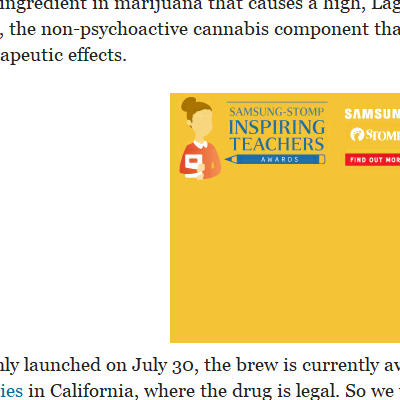 ingredient in marijuana that causes a high, Lag
, the non-psychoactive cannabis component tha
apeutic effects.
SAMSUNG-STOMP
INSPIRING
TEACHERS
AWARDS
SAMSUN
STOMP
FIND OUT MOR
nly launched on July 30, the brew is currently av
ies in California, where the drug is legal. So we